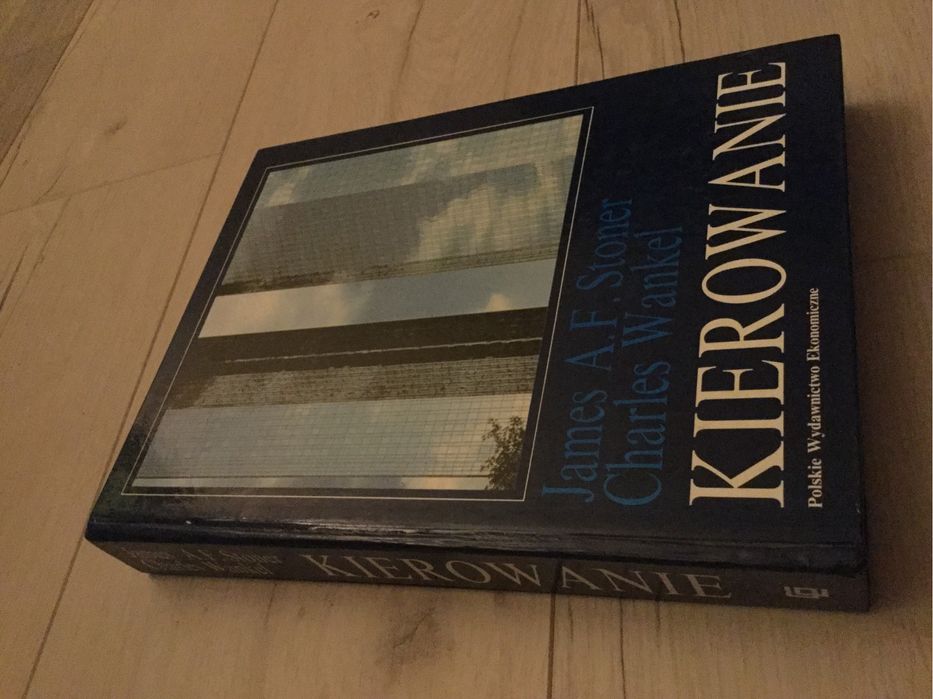 James A.F. Stoner
Charles Wankel
KIEROWANIE
Polskie Wydawnictwo Ekonomiczne
KIEROWANIE